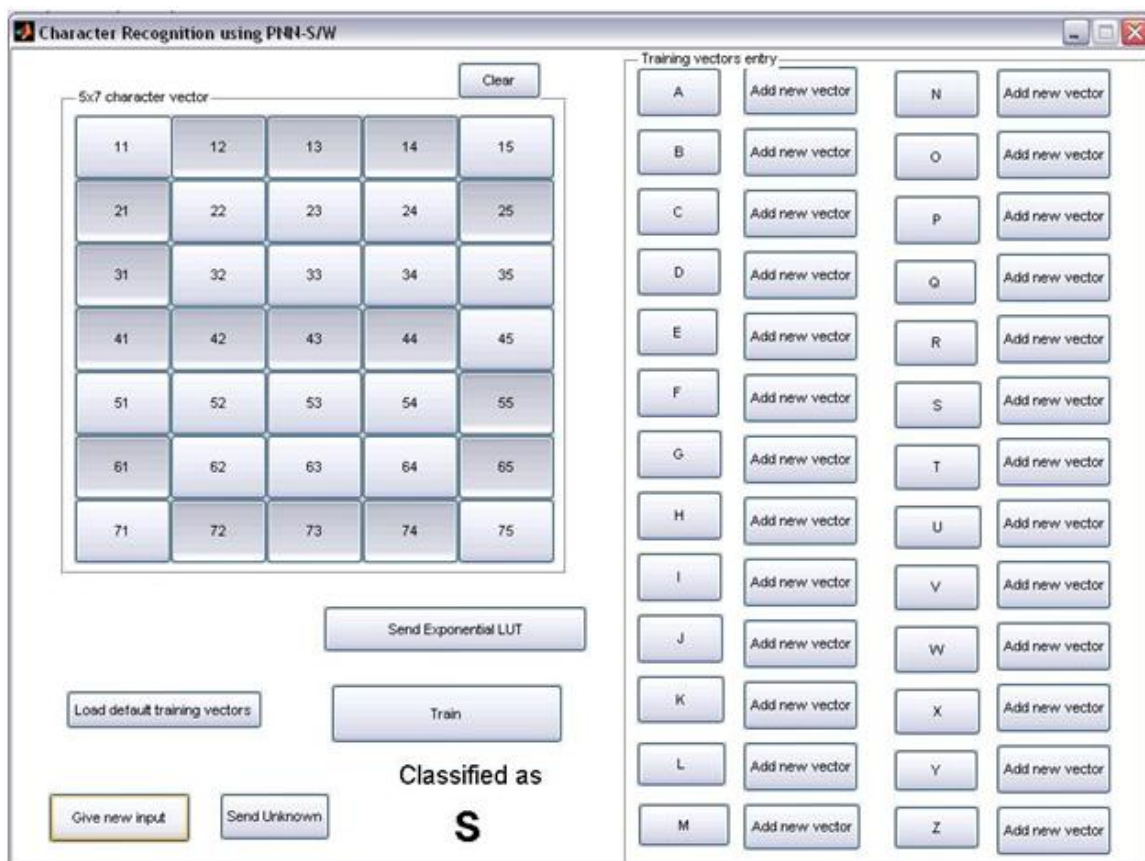 Character Recognition using PNN-S/W
Clear
5x7 character vector
11 12 13 14 15
21 22 23 24 25
31 32 33 34 35
41 42 43 44 45
51 52 53 54 55
61 62 63 64 65
71 72 73 74 75
Send Exponential LUT
Load default training vectors
Train
Classified as
Give new input
Send Unknown
S
Training vectors entry
A Add new vector N Add new vector
B Add new vector O Add new vector
C Add new vector P Add new vector
D Add new vector Q Add new vector
E Add new vector R Add new vector
F Add new vector S Add new vector
G Add new vector T Add new vector
H Add new vector U Add new vector
I Add new vector V Add new vector
J Add new vector W Add new vector
K Add new vector X Add new vector
L Add new vector Y Add new vector
M Add new vector Z Add new vector